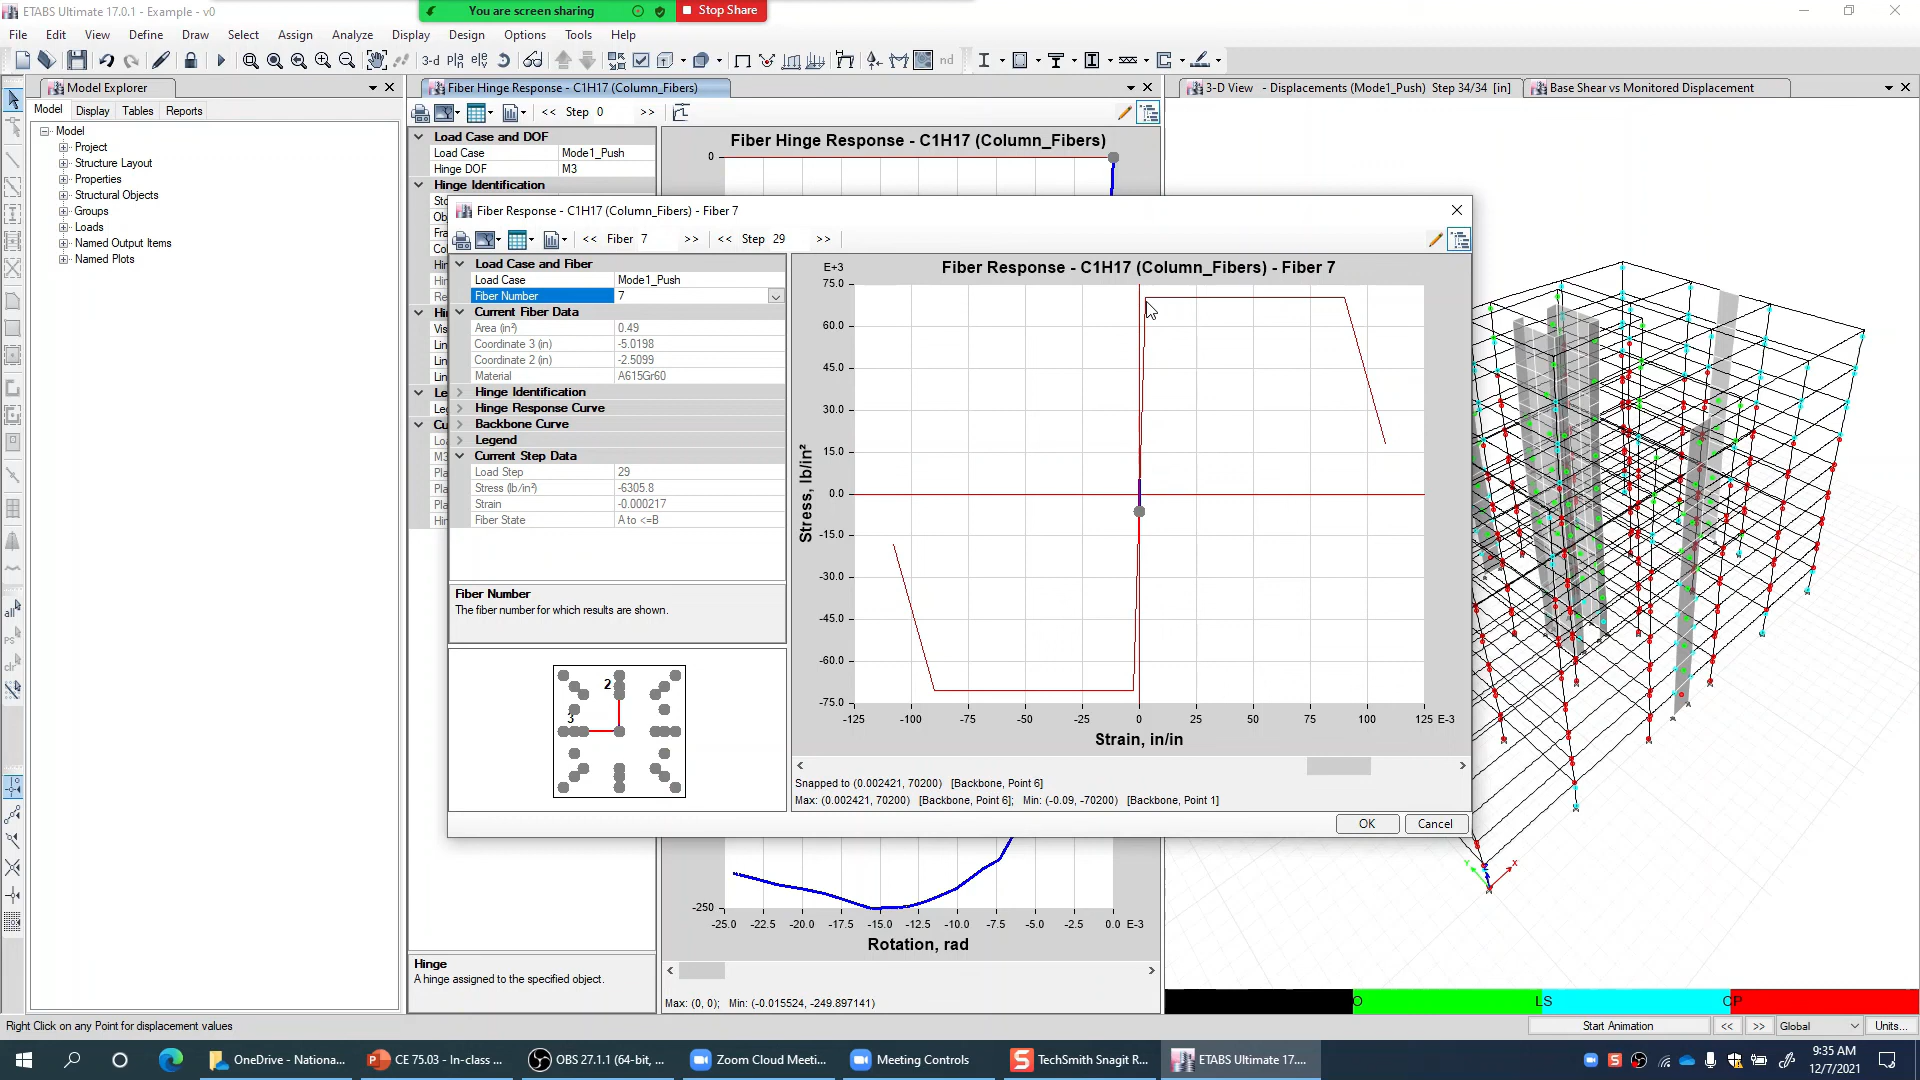 ETABS Ultimate 17.0.1 - Example - v0
You are screen sharing
Stop Share
File Edit View Define Draw Select Assign Analyze Display Design Options Tools Help
3-d
nd
Model Explorer
Model Display Tables Reports
Model
Project
Structure Layout
Properties
Structural Objects
Groups
Loads
Named Output Items
Named Plots
all
PS
clr
Fiber Hinge Response - C1H17 (Column_Fibers)
<< Step 0 >>
Load Case and DOF
Load Case Mode1_Push
Hinge DOF M3
Hinge Identification
Fiber Hinge Response - C1H17 (Column_Fibers)
0
3-D View - Displacements (Mode1_Push) Step 34/34 [in]
Base Shear vs Monitored Displacement
Fiber Response - C1H17 (Column_Fibers) - Fiber 7
<< Fiber 7 >> << Step 29 >>
Load Case and Fiber
Load Case Mode1_Push
Fiber Number 7
Current Fiber Data
Area (in²) 0.49
Coordinate 3 (in) -5.0198
Coordinate 2 (in) -2.5099
Material A615Gr60
Hinge Identification
Hinge Response Curve
Backbone Curve
Legend
Current Step Data
Load Step 29
Stress (lb/in²) -6305.8
Strain -0.000217
Fiber State A to <=B
Fiber Number
The fiber number for which results are shown.
2
3
Fiber Response - C1H17 (Column_Fibers) - Fiber 7
E+3
75.0
60.0
45.0
30.0
15.0
0.0
-15.0
-30.0
-45.0
-60.0
-75.0
Stress, lb/in²
-125 -100 -75 -50 -25 0 25 50 75 100 125 E-3
Strain, in/in
Snapped to (0.002421, 70200) [Backbone, Point 6]
Max: (0.002421, 70200) [Backbone, Point 6]; Min: (-0.09, -70200) [Backbone, Point 1]
OK Cancel
-250
-25.0 -22.5 -20.0 -17.5 -15.0 -12.5 -10.0 -7.5 -5.0 -2.5 0.0 E-3
Rotation, rad
Max: (0, 0); Min: (-0.015524, -249.897141)
Hinge
A hinge assigned to the specified object.
Y X
IO LS CP
Right Click on any Point for displacement values
Start Animation << >> Global Units...
OneDrive - Nationa...
CE 75.03 - In-class ...
OBS 27.1.1 (64-bit, ...
Zoom Cloud Meeti...
Meeting Controls
TechSmith Snagit R...
ETABS Ultimate 17....
9:35 AM
12/7/2021